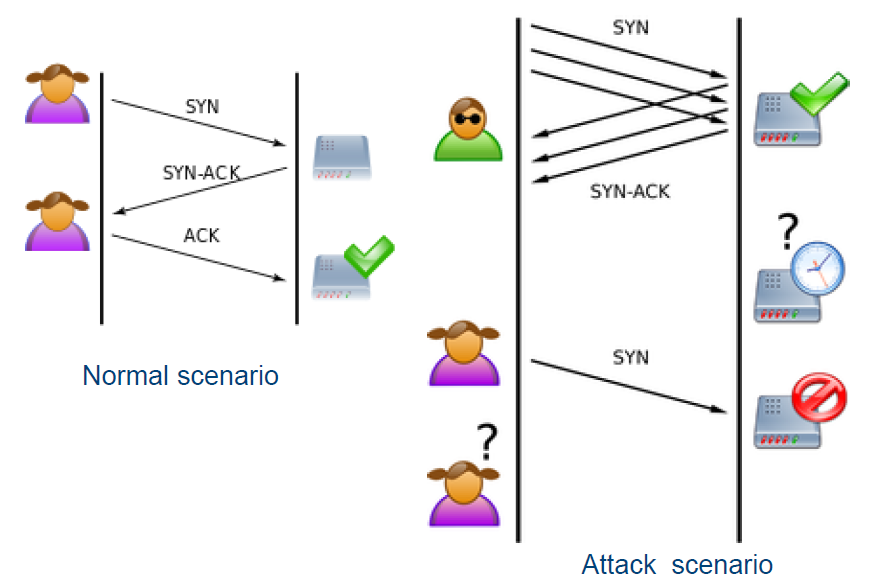 SYN
SYN-ACK
ACK
Normal scenario
SYN
SYN-ACK
?
SYN
?
Attack scenario